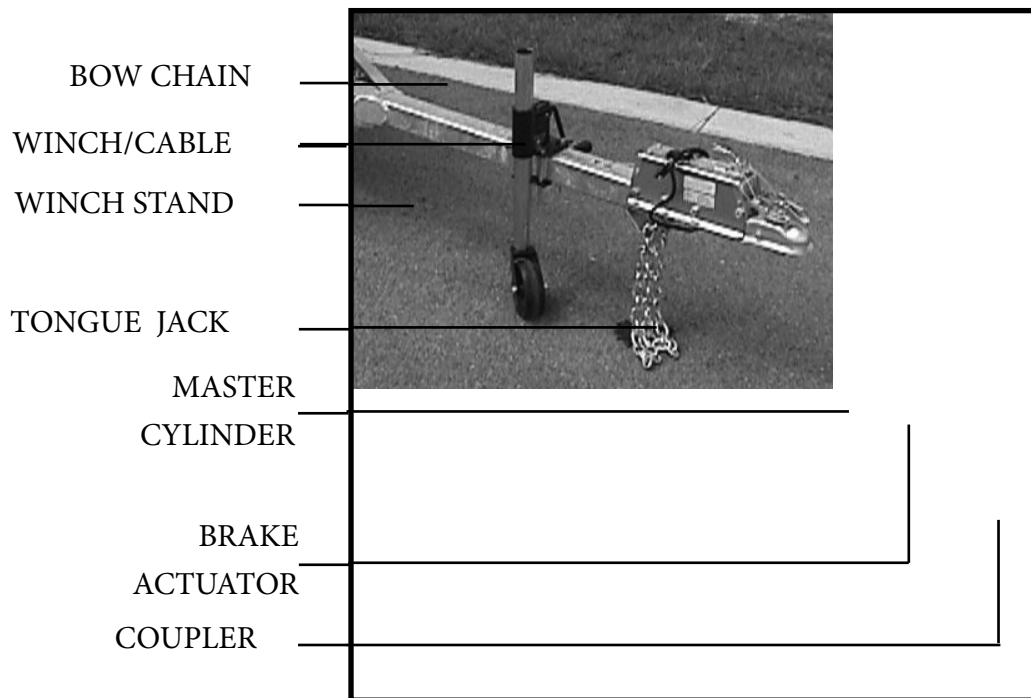 BOW CHAIN
WINCH/CABLE
WINCH STAND
TONGUE JACK
MASTER
CYLINDER
BRAKE
ACTUATOR
COUPLER